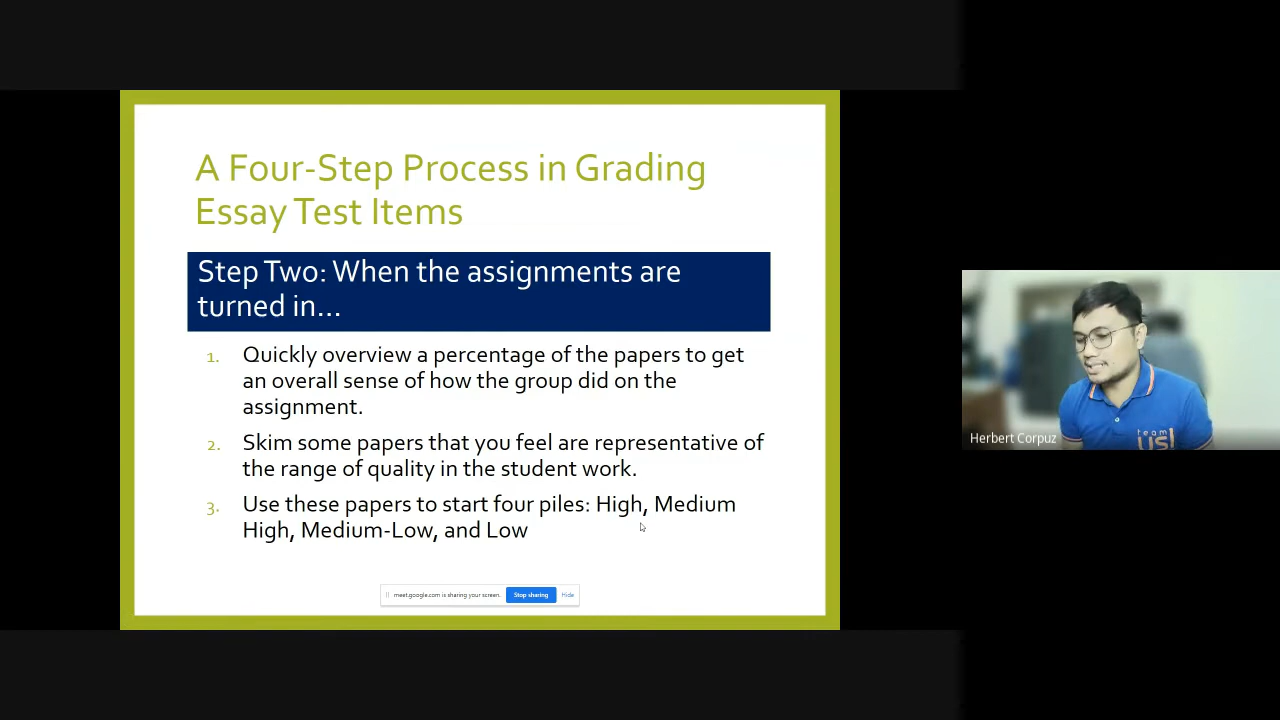 A Four-Step Process in Grading
Essay Test Items
Step Two: When the assignments are
turned in...
1. Quickly overview a percentage of the papers to get
an overall sense of how the group did on the
assignment.
2. Skim some papers that you feel are representative of
the range of quality in the student work.
3. Use these papers to start four piles: High, Medium
High, Medium-Low, and Low
meet.google.com is sharing your screen. Stop sharing Hide
team
US!
Herbert Corpuz